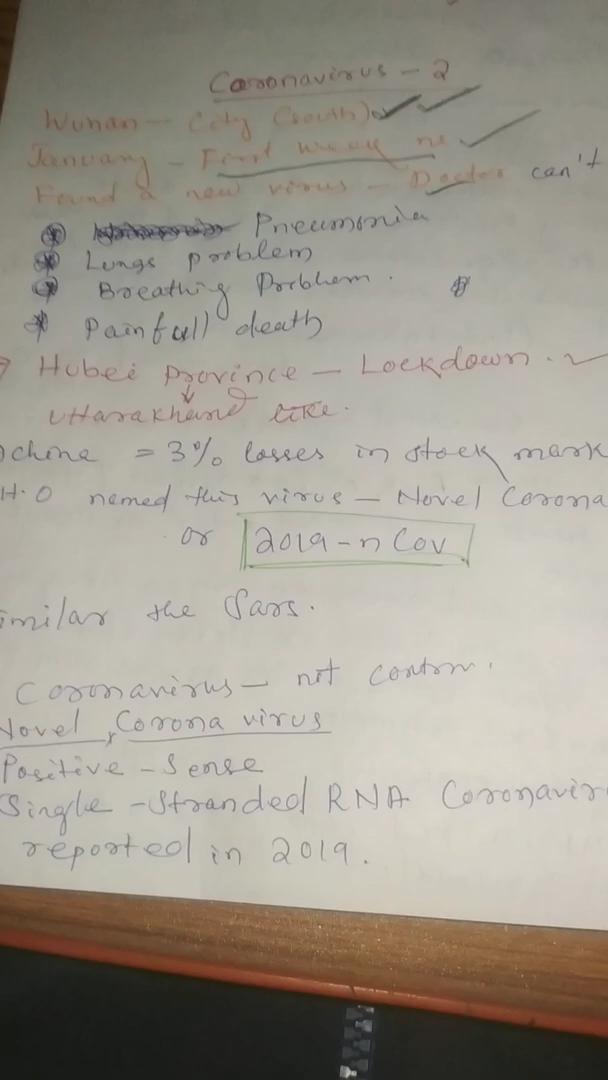 Coronavirus - 2
Wuhan - City (South)
January - First week me
Found a new virus - Doctor can't
Pneumonia
Lungs problem
Breathing Problem.
Painfull death
Hubei province - Lockdown.
Uttarakhand like.
china = 3% losses in stock mark
H.O named this virus - Novel Corona
or 2019-n Cov
imilar the Sars.
Coronavirus - not confrm.
Novel, Corona virus
Positive - Sense
Single - Stranded RNA Coronavir
reported in 2019.